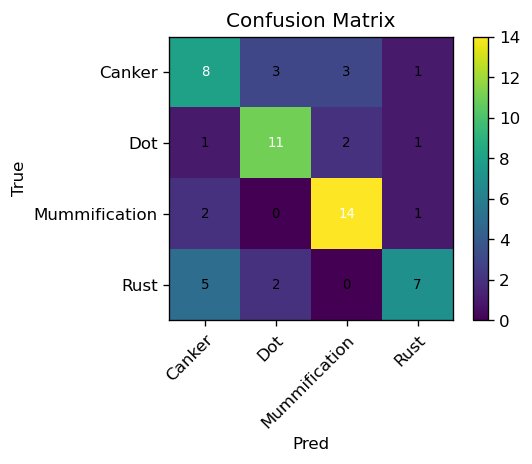 Confusion Matrix
True
Canker 8 3 3 1
Dot 1 11 2 1
Mummification 2 0 14 1
Rust 5 2 0 7
Canker Dot Mummification Rust
Pred
14
12
10
8
6
4
2
0